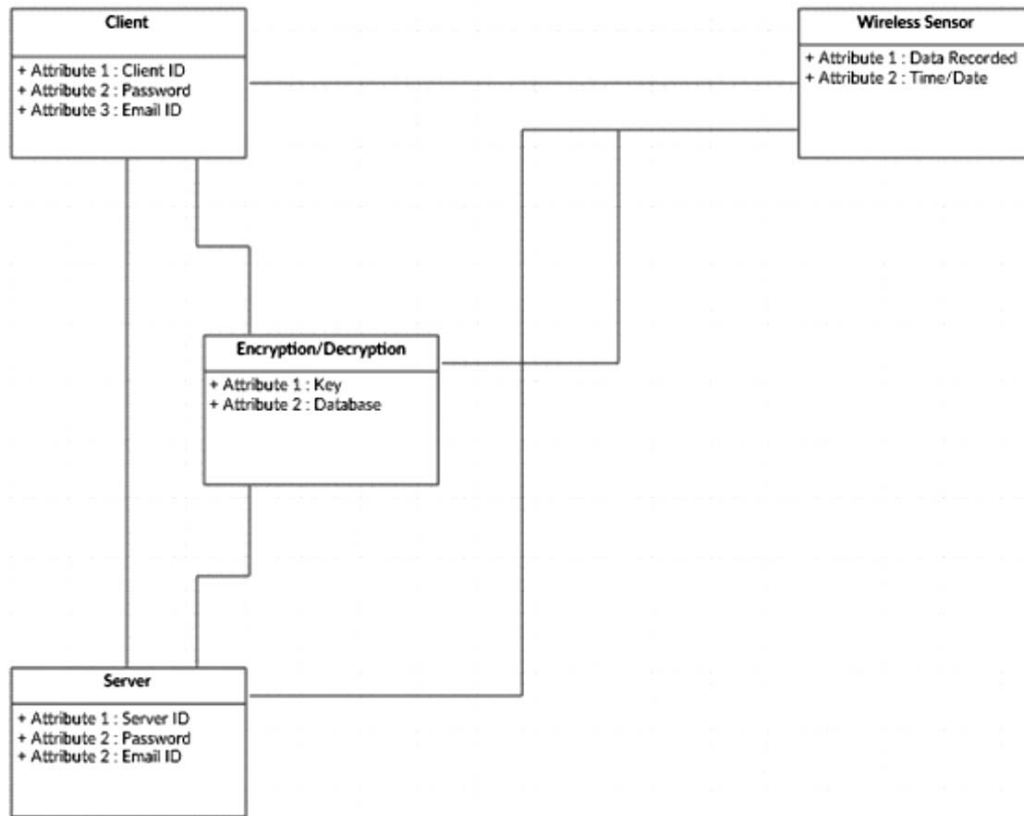 Client
+ Attribute 1 : Client ID
+ Attribute 2 : Password
+ Attribute 3 : Email ID
Wireless Sensor
+ Attribute 1 : Data Recorded
+ Attribute 2 : Time/Date
Encryption/Decryption
+ Attribute 1 : Key
+ Attribute 2 : Database
Server
+ Attribute 1 : Server ID
+ Attribute 2 : Password
+ Attribute 2 : Email ID